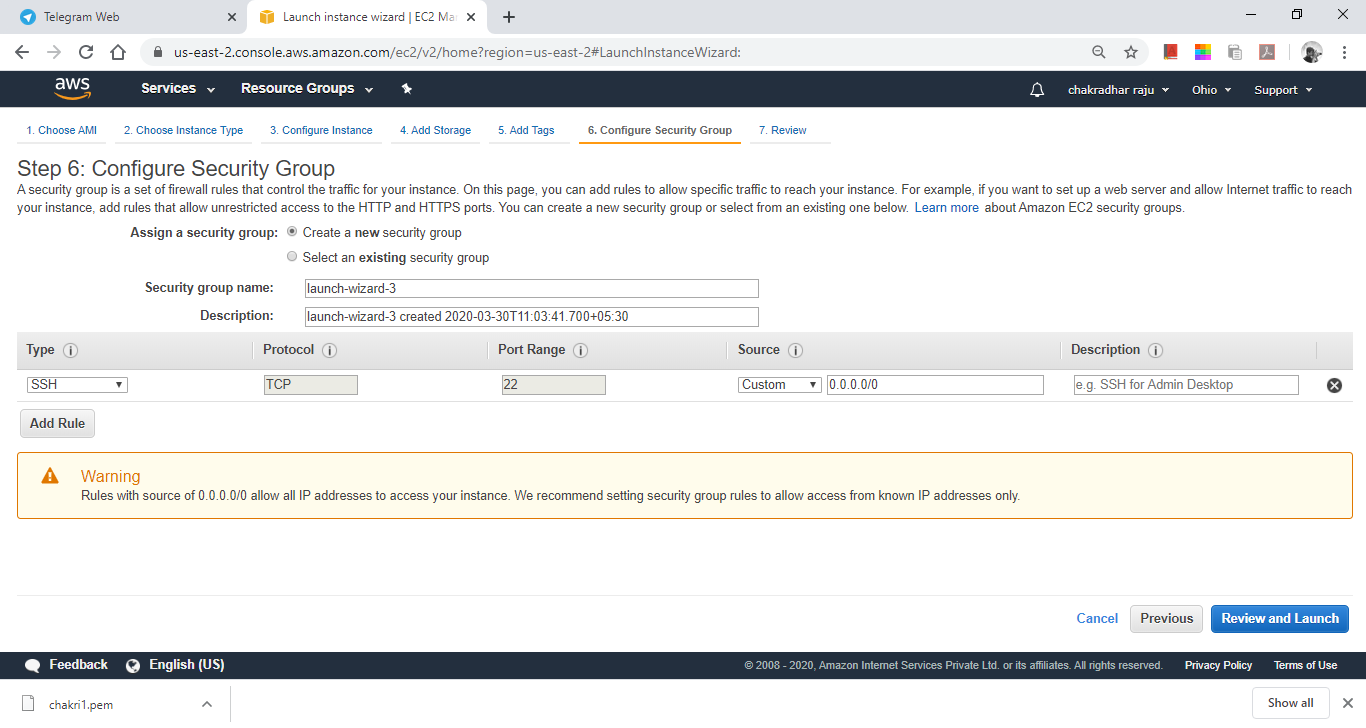 Telegram Web
Launch instance wizard | EC2 Ma
us-east-2.console.aws.amazon.com/ec2/v2/home?region=us-east-2#LaunchInstanceWizard:
aws Services Resource Groups chakradhar raju Ohio Support
1. Choose AMI 2. Choose Instance Type 3. Configure Instance 4. Add Storage 5. Add Tags 6. Configure Security Group 7. Review
Step 6: Configure Security Group
A security group is a set of firewall rules that control the traffic for your instance. On this page, you can add rules to allow specific traffic to reach your instance. For example, if you want to set up a web server and allow Internet traffic to reach
your instance, add rules that allow unrestricted access to the HTTP and HTTPS ports. You can create a new security group or select from an existing one below. Learn more about Amazon EC2 security groups.
Assign a security group: Create a new security group
Select an existing security group
Security group name: launch-wizard-3
Description: launch-wizard-3 created 2020-03-30T11:03:41.700+05:30
Type i Protocol i Port Range i Source i Description i
SSH TCP 22 Custom 0.0.0.0/0 e.g. SSH for Admin Desktop
Add Rule
Warning
Rules with source of 0.0.0.0/0 allow all IP addresses to access your instance. We recommend setting security group rules to allow access from known IP addresses only.
Cancel Previous Review and Launch
Feedback English (US) © 2008 - 2020, Amazon Internet Services Private Ltd. or its affiliates. All rights reserved. Privacy Policy Terms of Use
chakri1.pem Show all